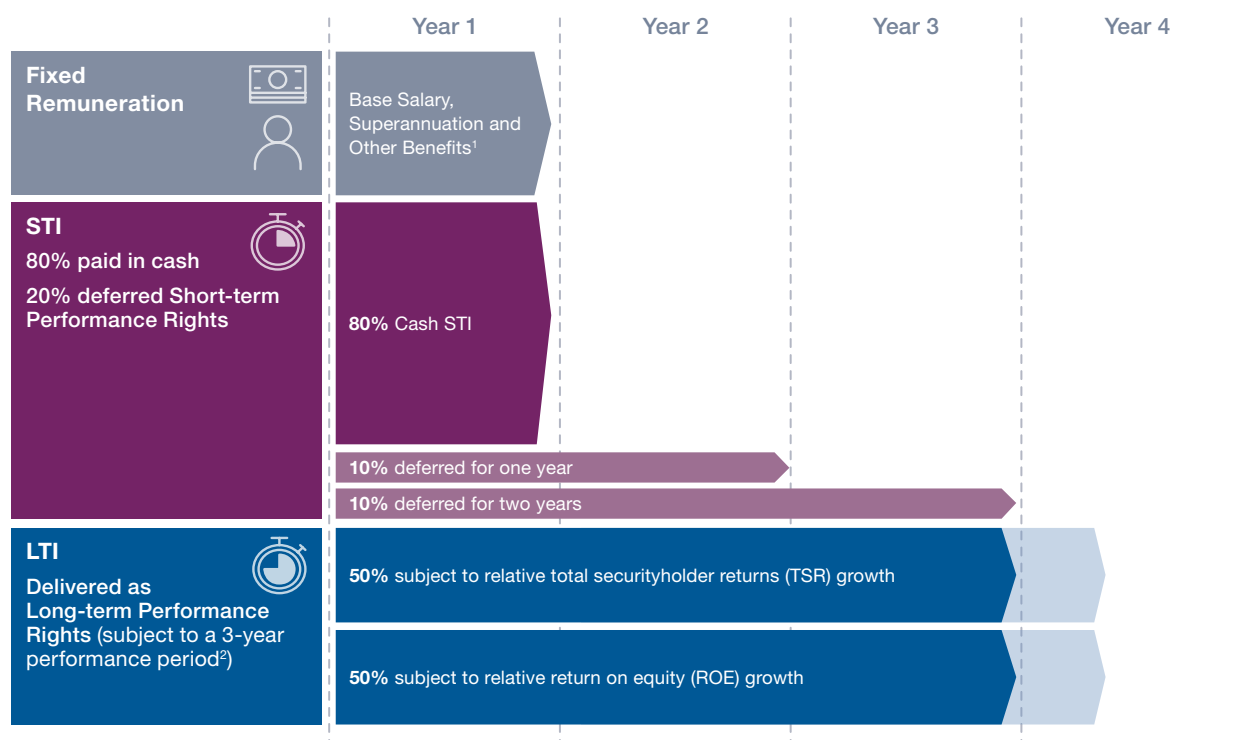 Year 1
Year 2
Year 3
Year 4
Fixed
Remuneration
Base Salary,
Superannuation and
Other Benefits¹
STI
80% paid in cash
20% deferred Short-term
Performance Rights
80% Cash STI
10% deferred for one year
10% deferred for two years
LTI
Delivered as
Long-term Performance
Rights (subject to a 3-year
performance period²)
50% subject to relative total securityholder returns (TSR) growth
50% subject to relative return on equity (ROE) growth